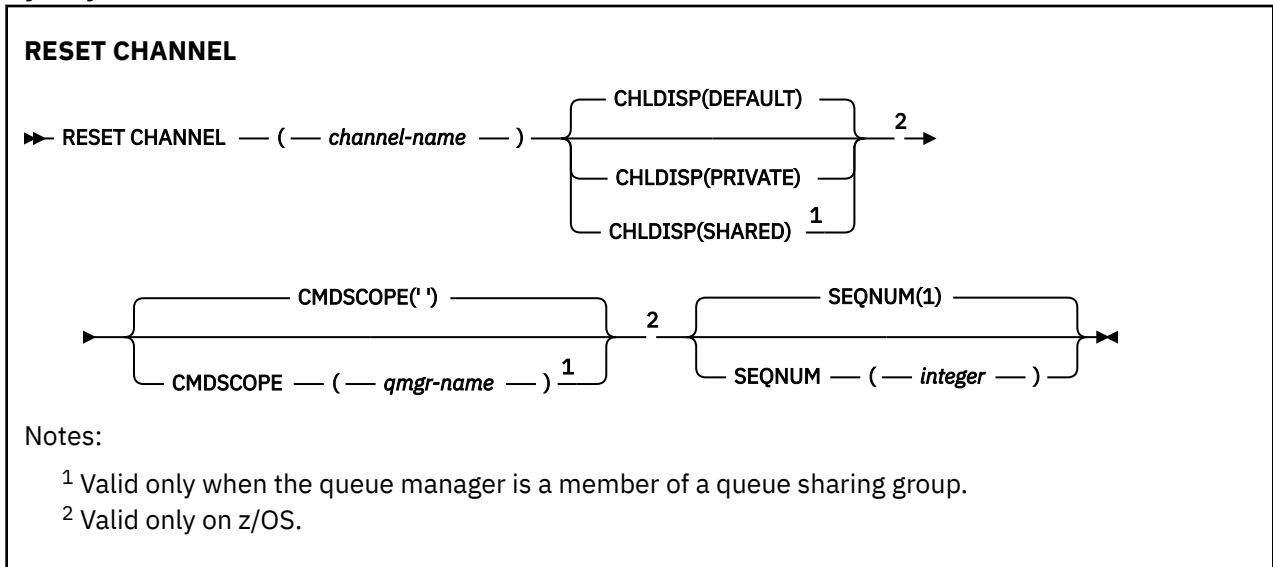 RESET CHANNEL
CHLDISP(DEFAULT)
RESET CHANNEL ( channel-name ) 2
CHLDISP(PRIVATE)
CHLDISP(SHARED) 1
CMDSCOPE(' ') SEQNUM(1)
2
CMDSCOPE ( qmgr-name ) 1 SEQNUM ( integer )
Notes:
1 Valid only when the queue manager is a member of a queue sharing group.
2 Valid only on z/OS.